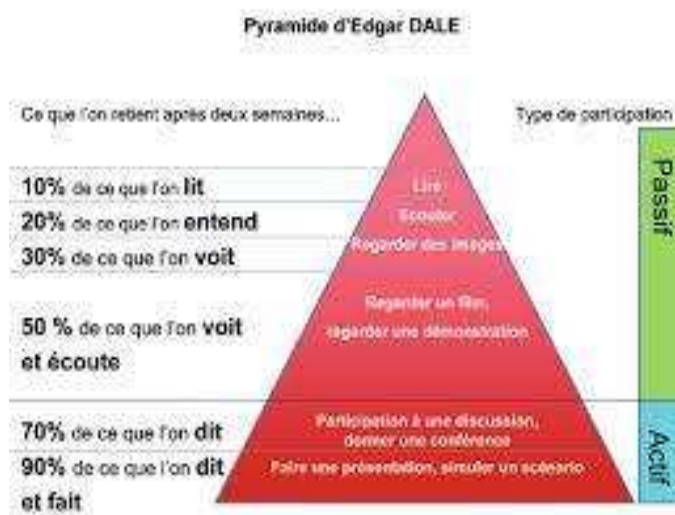 Pyramide d'Edgar DALE
Ce que l'on retient après deux semaines...
Type de participation
10% de ce que l'on lit
Lire
20% de ce que l'on entend
Ecouter
30% de ce que l'on voit
Regarder des images
Passif
50 % de ce que l'on voit
et écoute
Regarder un film,
regarder une démonstration
70% de ce que l'on dit
Participation à une discussion,
donner une conférence
90% de ce que l'on dit
et fait
Faire une présentation, simuler un scénario
Actif